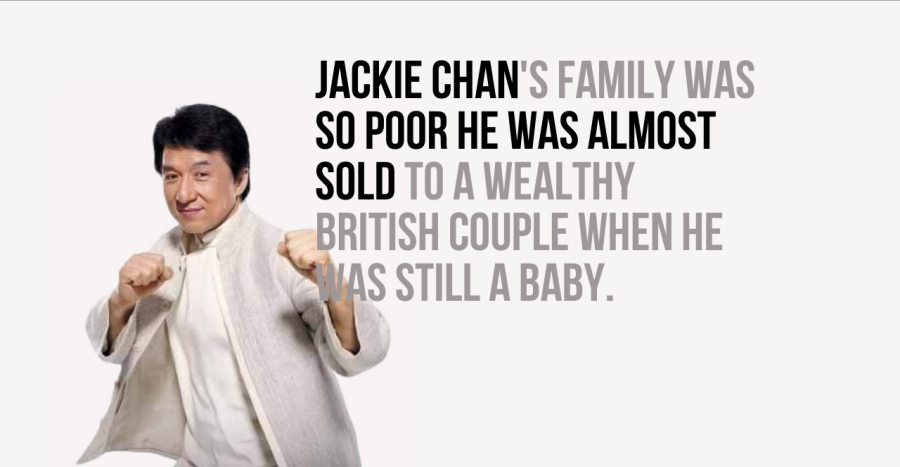 JACKIE CHAN'S FAMILY WAS
SO POOR HE WAS ALMOST
SOLD TO A WEALTHY
BRITISH COUPLE WHEN HE
WAS STILL A BABY.